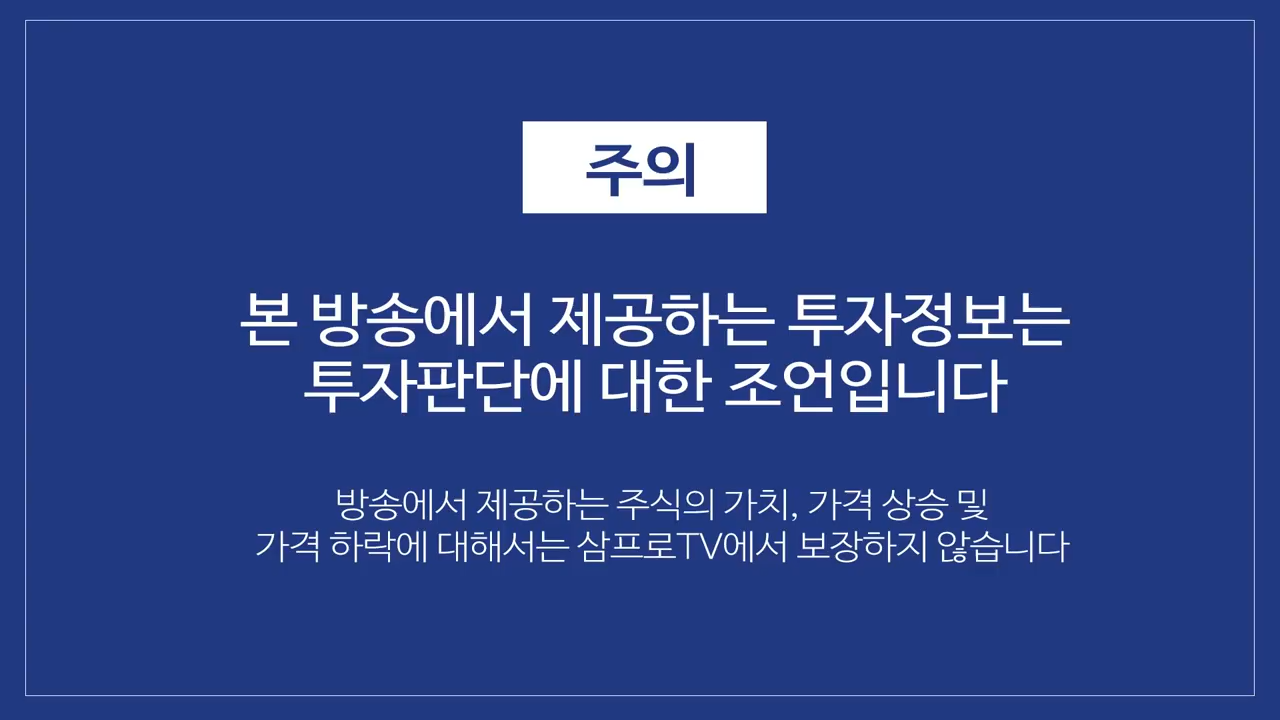 주의
본 방송에서 제공하는 투자정보는
투자판단에 대한 조언입니다
방송에서 제공하는 주식의 가치, 가격 상승 및
가격 하락에 대해서는 삼프로TV에서 보장하지 않습니다